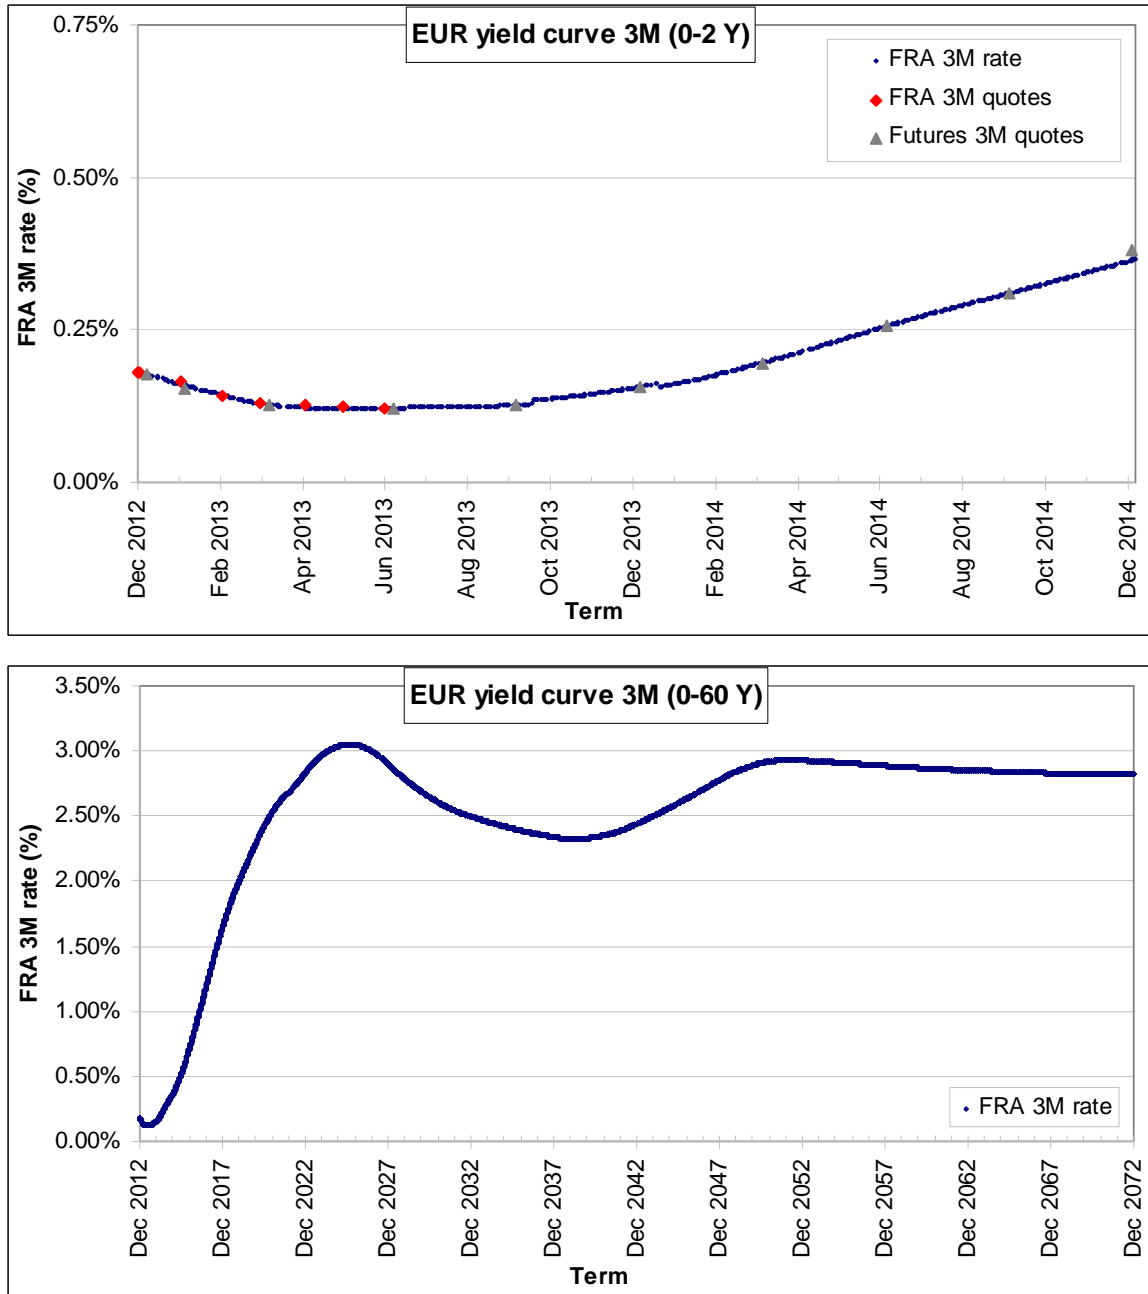 EUR yield curve 3M (0-2 Y)
0.75%
0.50%
0.25%
0.00%
FRA 3M rate (%)
FRA 3M rate
FRA 3M quotes
Futures 3M quotes
Dec 2012
Feb 2013
Apr 2013
Jun 2013
Aug 2013
Oct 2013
Dec 2013
Feb 2014
Apr 2014
Jun 2014
Aug 2014
Oct 2014
Dec 2014
Term
EUR yield curve 3M (0-60 Y)
3.50%
3.00%
2.50%
2.00%
1.50%
1.00%
0.50%
0.00%
FRA 3M rate (%)
FRA 3M rate
Dec 2012
Dec 2017
Dec 2022
Dec 2027
Dec 2032
Dec 2037
Dec 2042
Dec 2047
Dec 2052
Dec 2057
Dec 2062
Dec 2067
Dec 2072
Term